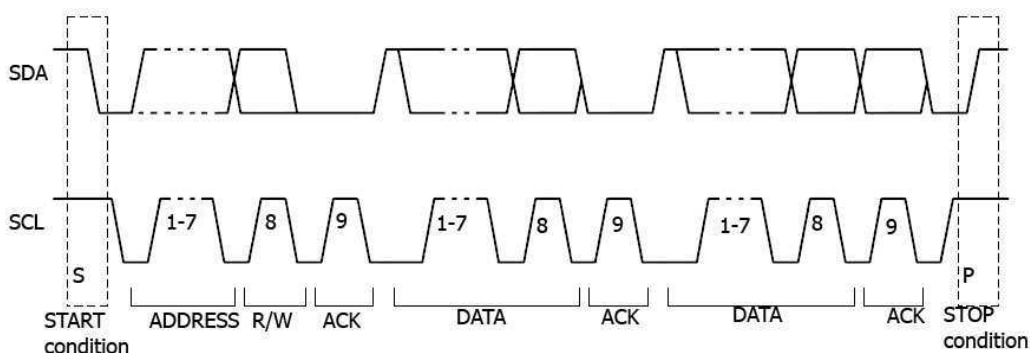 SDA
SCL
1-7 8 9 1-7 8 9 1-7 8 9
S P
START condition
ADDRESS R/W ACK DATA ACK DATA ACK
STOP condition